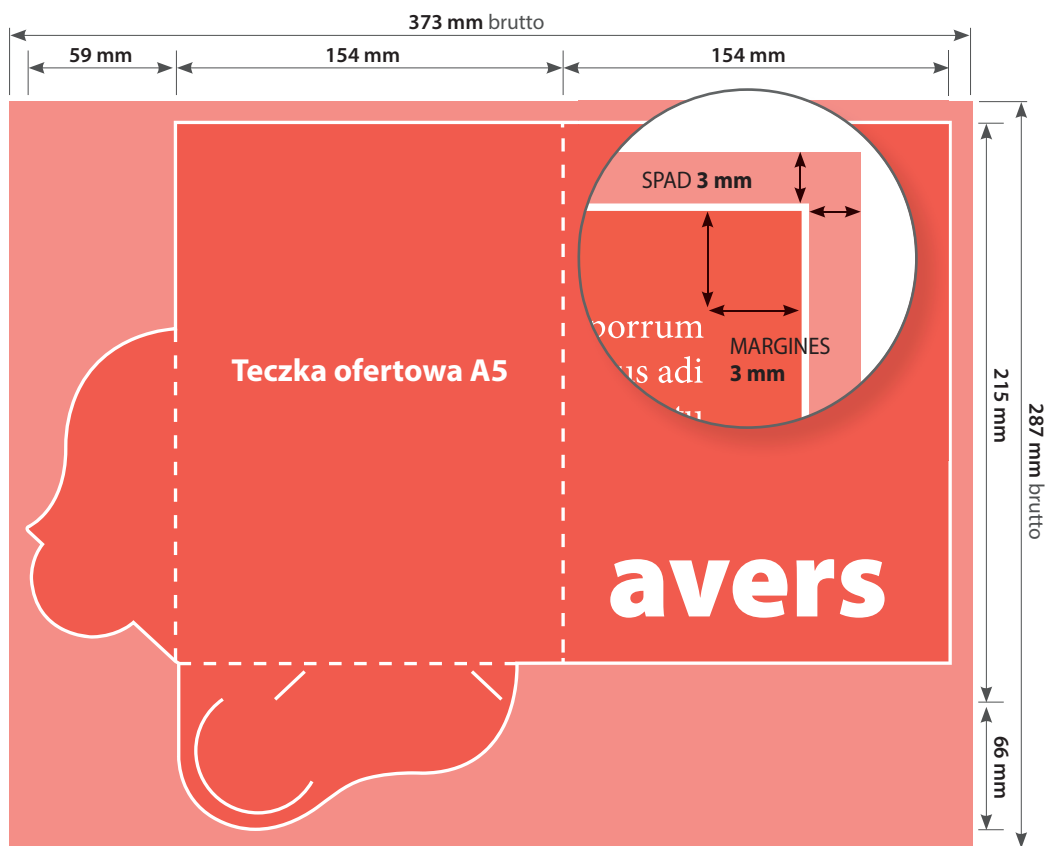 373 mm brutto
59 mm
154 mm
154 mm
SPAD 3 mm
porrum
us adi
tu
MARGINES
3 mm
Teczka ofertowa A5
avers
215 mm
287 mm brutto
66 mm